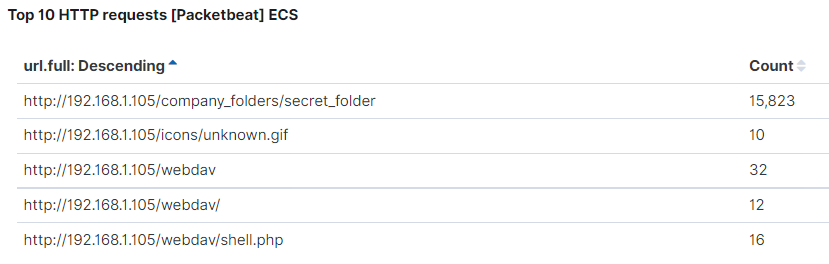 Top 10 HTTP requests [Packetbeat] ECS
url.full: Descending Count
http://192.168.1.105/company_folders/secret_folder 15,823
http://192.168.1.105/icons/unknown.gif 10
http://192.168.1.105/webdav 32
http://192.168.1.105/webdav/ 12
http://192.168.1.105/webdav/shell.php 16